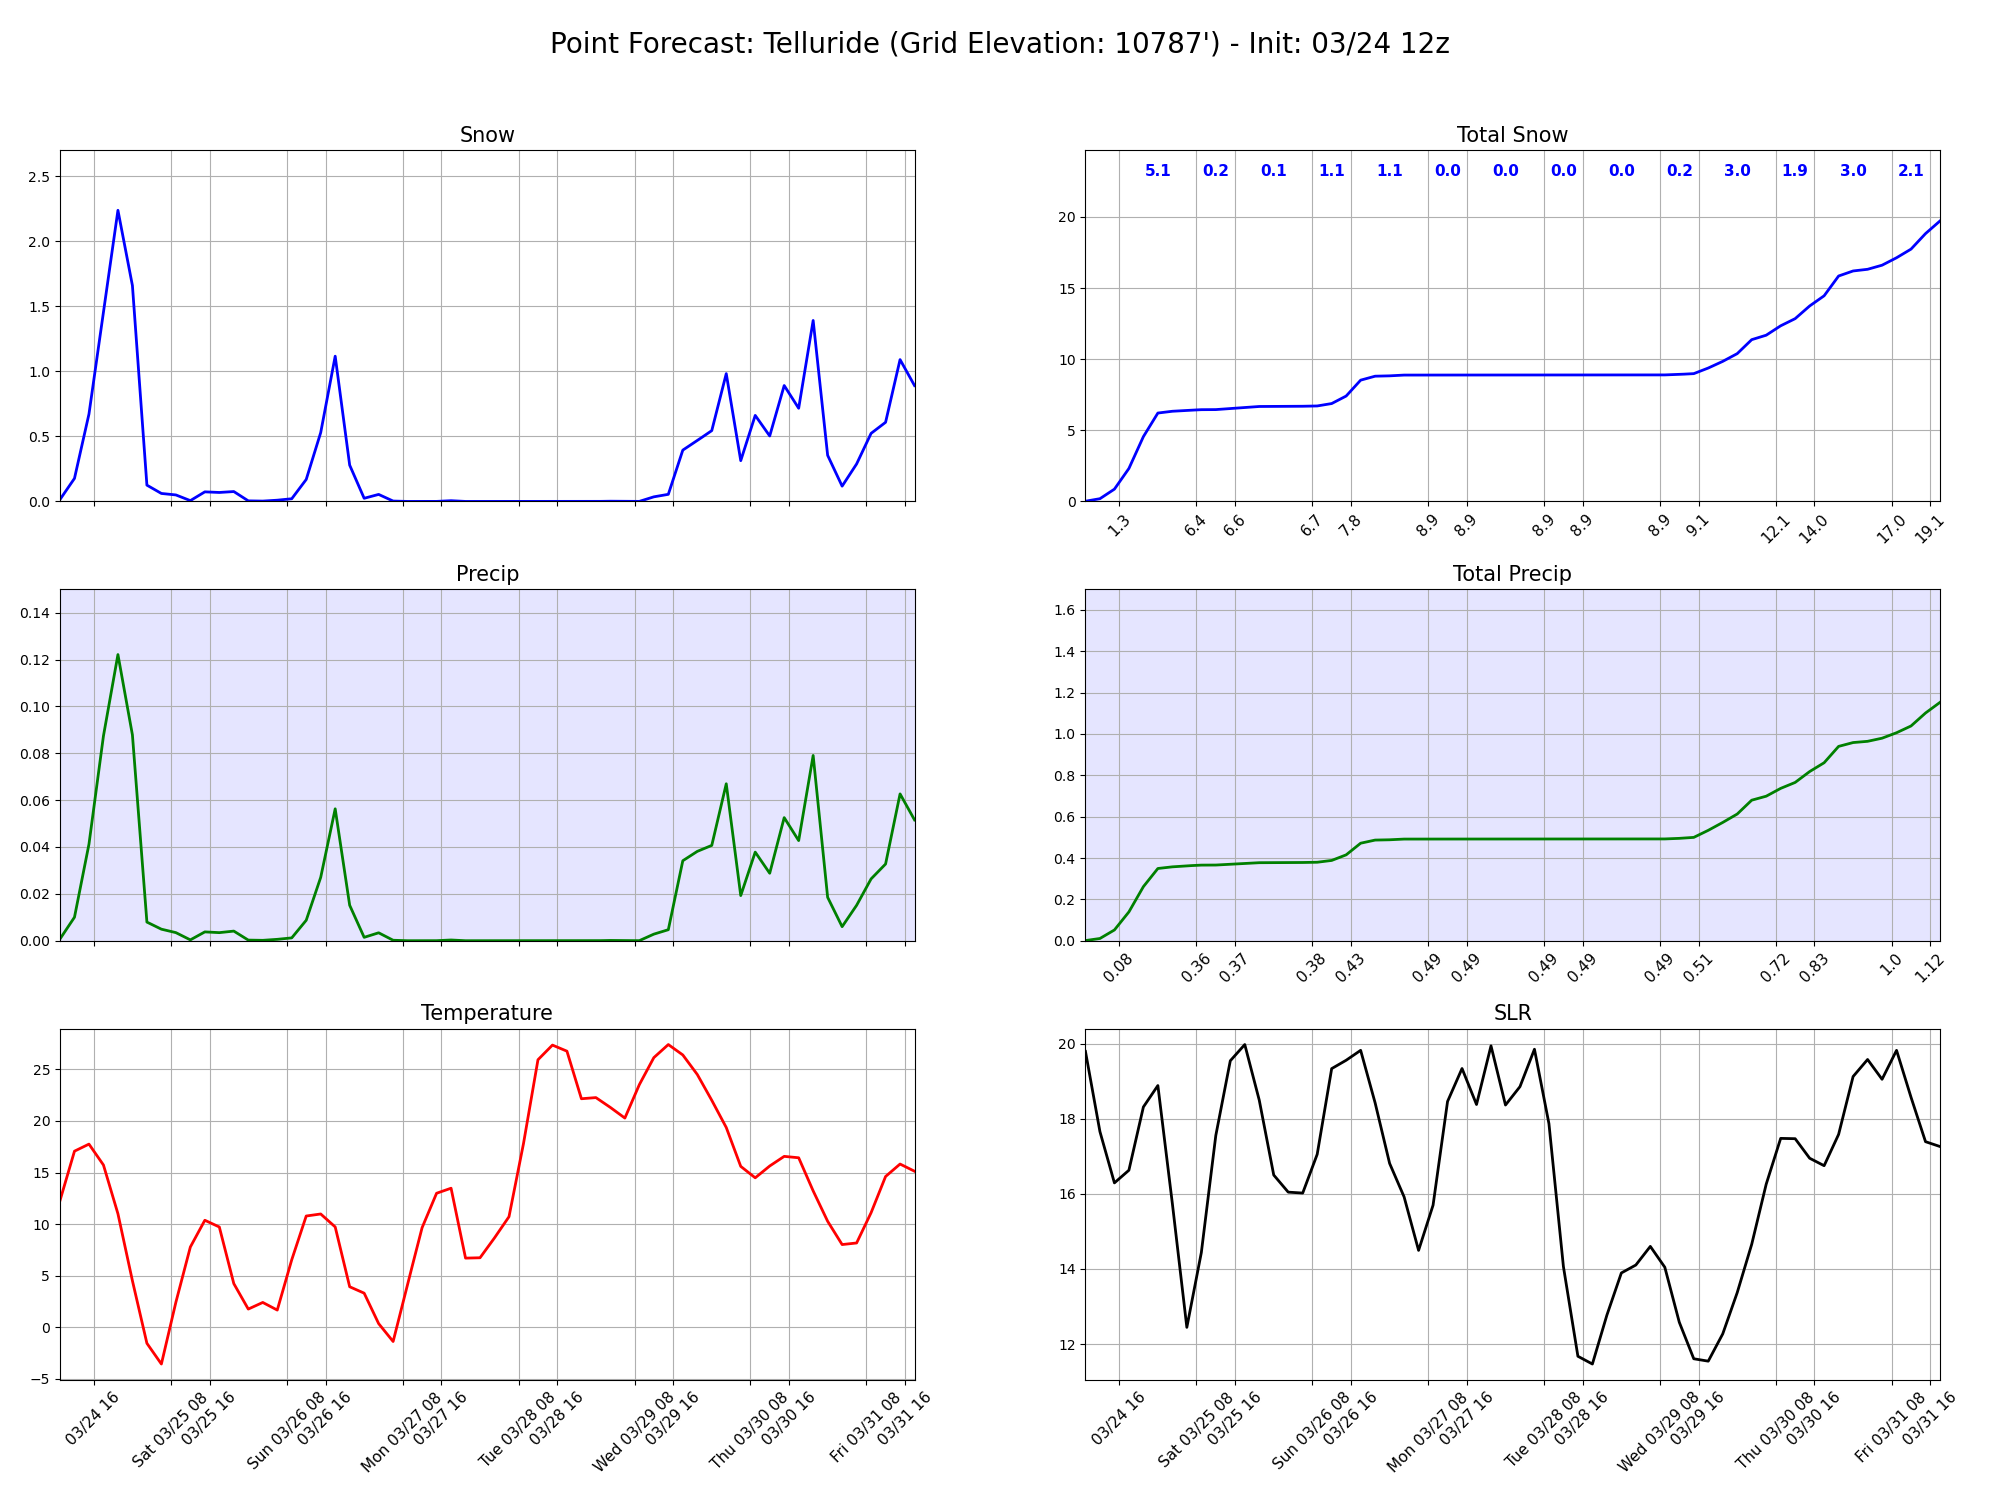 Point Forecast: Telluride (Grid Elevation: 10787') - Init: 03/24 12z
Snow
2.5
2.0
1.5
1.0
0.5
0.0
Total Snow
5.1 0.2 0.1 1.1 1.1 0.0 0.0 0.0 0.0 0.2 3.0 1.9 3.0 2.1
20
15
10
5
0
1.3 6.4 6.6 6.7 7.8 8.9 8.9 8.9 8.9 8.9 9.1 12.1 14.0 17.0 19.1
Precip
0.14
0.12
0.10
0.08
0.06
0.04
0.02
0.00
Total Precip
1.6
1.4
1.2
1.0
0.8
0.6
0.4
0.2
0.0
0.08 0.36 0.37 0.38 0.43 0.49 0.49 0.49 0.49 0.49 0.51 0.72 0.83 1.0 1.12
Temperature
25
20
15
10
5
0
−5
03/24 16
Sat 03/25 08
03/25 16
Sun 03/26 08
03/26 16
Mon 03/27 08
03/27 16
Tue 03/28 08
03/28 16
Wed 03/29 08
03/29 16
Thu 03/30 08
03/30 16
Fri 03/31 08
03/31 16
SLR
20
18
16
14
12
03/24 16
Sat 03/25 08
03/25 16
Sun 03/26 08
03/26 16
Mon 03/27 08
03/27 16
Tue 03/28 08
03/28 16
Wed 03/29 08
03/29 16
Thu 03/30 08
03/30 16
Fri 03/31 08
03/31 16